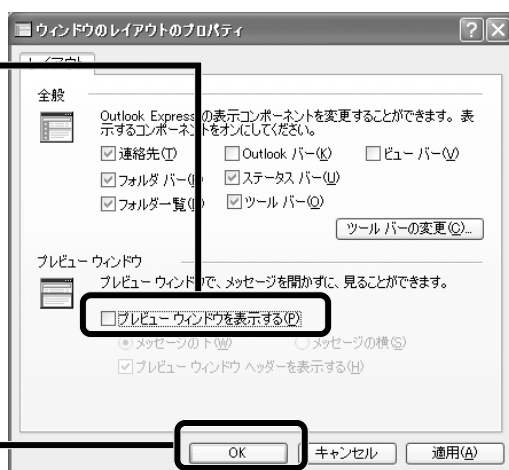 ウィンドウのレイアウトのプロパティ
レイアウト
全般
Outlook Express の表示コンポーネントを変更することができます。表
示するコンポーネントをオンにしてください。
連絡先(T) Outlook バー(K) ビュー バー(V)
フォルダ バー ステータス バー(U)
フォルダ一覧 ツール バー(O)
ツール バーの変更(C)...
プレビュー ウィンドウ
プレビュー ウィンドウで、メッセージを開かずに、見ることができます。
プレビュー ウィンドウを表示する(P)
メッセージの下(W) メッセージの横(S)
プレビュー ウィンドウ ヘッダーを表示する(H)
OK キャンセル 適用(A)